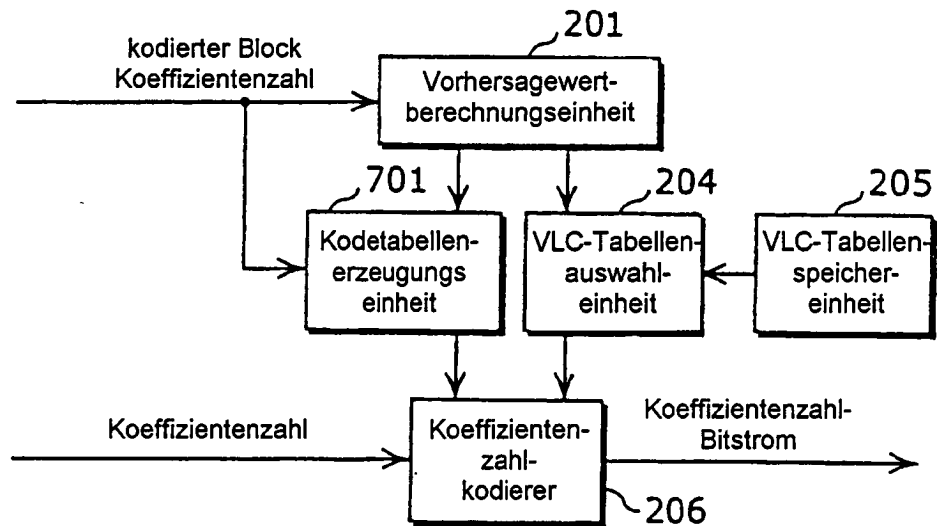 201
kodierter Block
Koeffizientenzahl
Vorhersagewert-
berechnungseinheit
701
204
205
Kodetabellen-
erzeugungs
einheit
VLC-Tabellen-
auswahl-
einheit
VLC-Tabellen-
speicher-
einheit
Koeffizientenzahl
Koeffizienten-
zahl-
kodierer
Koeffizientenzahl-
Bitstrom
206